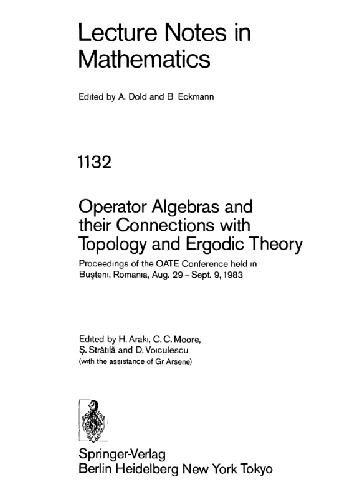 Lecture Notes in
Mathematics
Edited by A. Dold and B. Eckmann
1132
Operator Algebras and
their Connections with
Topology and Ergodic Theory
Proceedings of the OATE Conference held in
Buşteni, Romania, Aug. 29 – Sept. 9, 1983
Edited by H. Araki, C. C. Moore,
Ş. Strătilă and D. Voiculescu
(with the assistance of Gr Arsene)
Springer-Verlag
Berlin Heidelberg New York Tokyo